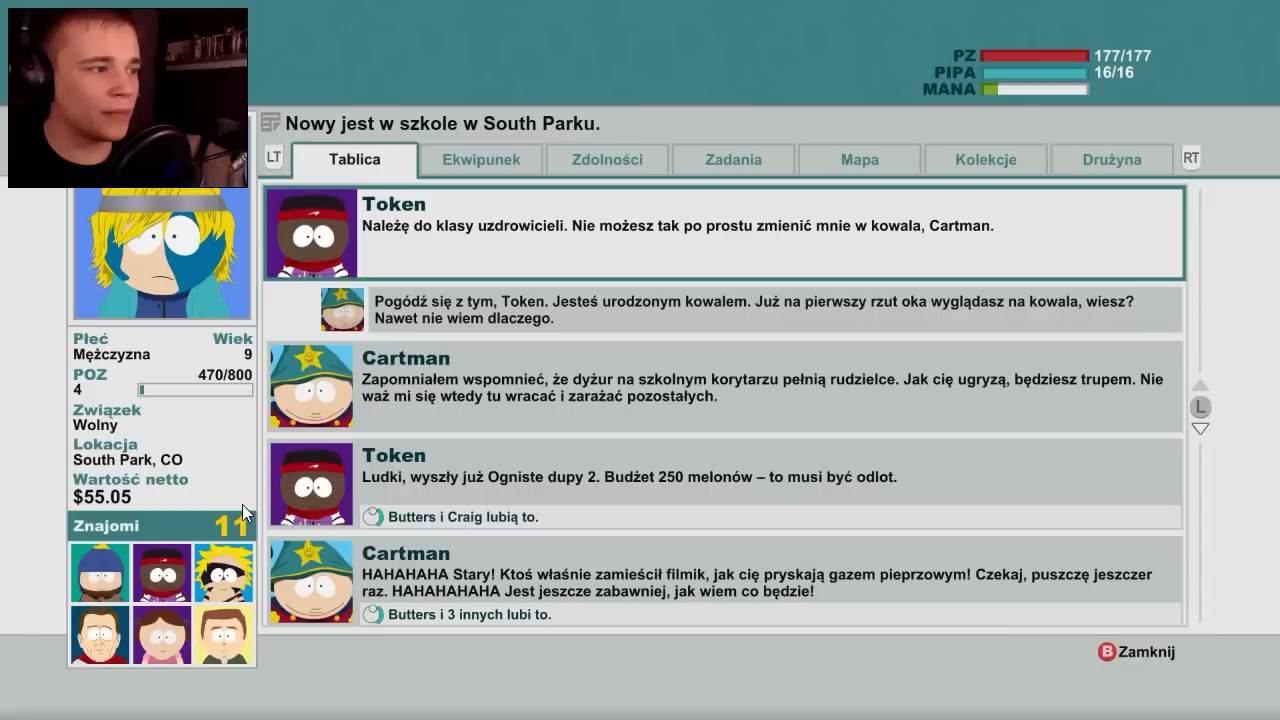 PZ 177/177
PIPA 16/16
MANA
Nowy jest w szkole w South Parku.
LT Tablica Ekwipunek Zdolności Zadania Mapa Kolekcje Drużyna RT
Token
Należę do klasy uzdrowicieli. Nie możesz tak po prostu zmienić mnie w kowala, Cartman.
Pogódź się z tym, Token. Jesteś urodzonym kowalem. Już na pierwszy rzut oka wyglądasz na kowala, wiesz?
Nawet nie wiem dlaczego.
Cartman
Zapomniałem wspomnieć, że dyżur na szkolnym korytarzu pełnią rudzielce. Jak cię ugryzą, będziesz trupem. Nie
waż mi się wtedy tu wracać i zarażać pozostałych.
Token
Ludki, wyszły już Ogniste dupy 2. Budżet 250 melonów – to musi być odlot.
Butters i Craig lubią to.
Cartman
HAHAHAHA Stary! Ktoś właśnie zamieścił filmik, jak cię pryskają gazem pieprzowym! Czekaj, puszczę jeszczer
raz. HAHAHAHAHA Jest jeszcze zabawniej, jak wiem co będzie!
Butters i 3 innych lubi to.
Płeć Wiek
Mężczyzna 9
POZ 470/800
4
Związek
Wolny
Lokacja
South Park, CO
Wartość netto
$55.05
Znajomi 11
L
B Zamknij